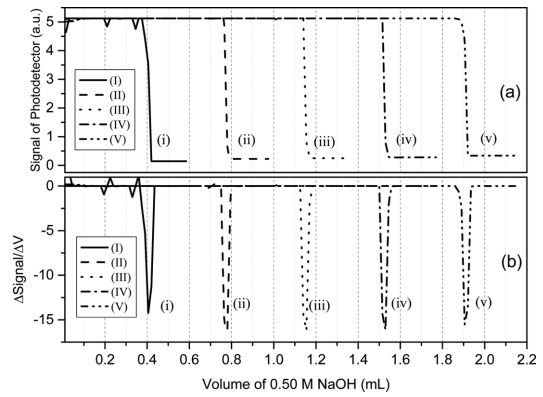 Signal of Photodetector (a.u.)
5
4
3
2
1
0
(I)
(II)
(III)
(IV)
(V)
(i)
(ii)
(iii)
(iv)
(v)
(a)
ΔSignal/ΔV
0
-5
-10
-15
(I)
(II)
(III)
(IV)
(V)
(i)
(ii)
(iii)
(iv)
(v)
(b)
0.2 0.4 0.6 0.8 1.0 1.2 1.4 1.6 1.8 2.0 2.2
Volume of 0.50 M NaOH (mL)